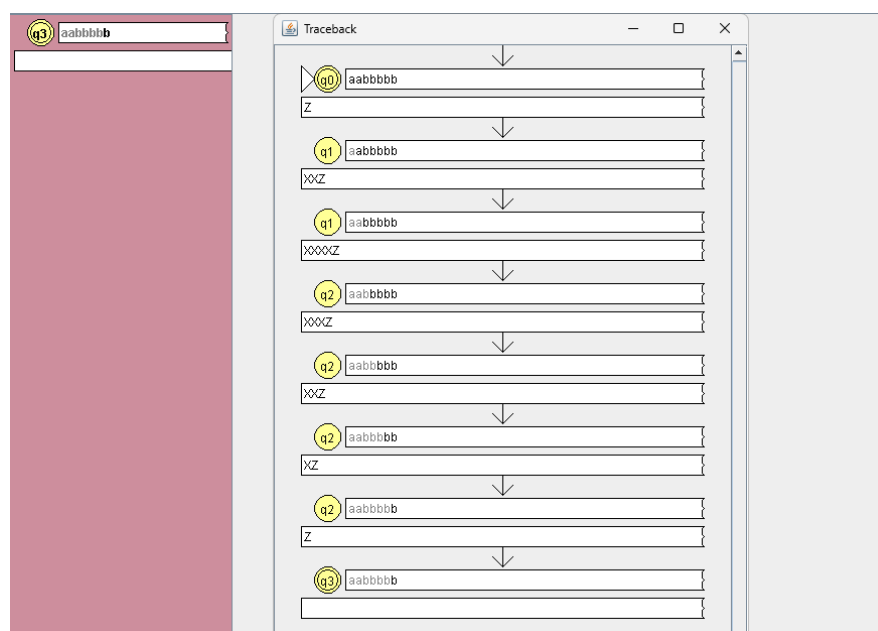 q3 aabbbbb
Traceback
q0 aabbbbb
Z
q1 aabbbbb
XXZ
q1 aabbbbb
XXXXZ
q2 aabbbbb
XXXZ
q2 aabbbbb
XXZ
q2 aabbbbb
XZ
q2 aabbbbb
Z
q3 aabbbbb